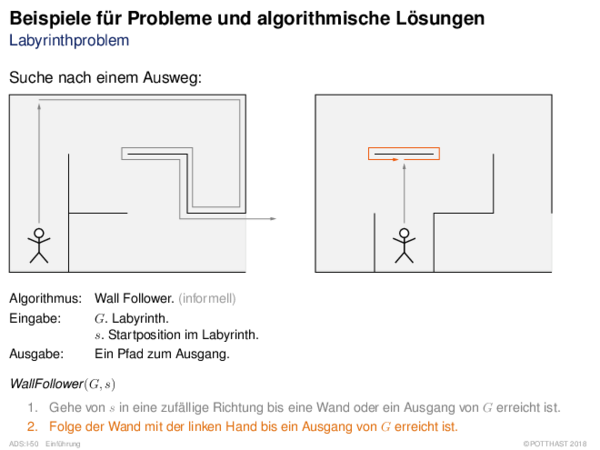 Beispiele für Probleme und algorithmische Lösungen
Labyrinthproblem
Suche nach einem Ausweg:
Algorithmus: Wall Follower. (informell)
Eingabe: G. Labyrinth.
s. Startposition im Labyrinth.
Ausgabe: Ein Pfad zum Ausgang.
WallFollower(G, s)
1. Gehe von s in eine zufällige Richtung bis eine Wand oder ein Ausgang von G erreicht ist.
2. Folge der Wand mit der linken Hand bis ein Ausgang von G erreicht ist.
ADS:I-50 Einführung ©POTTHAST 2018